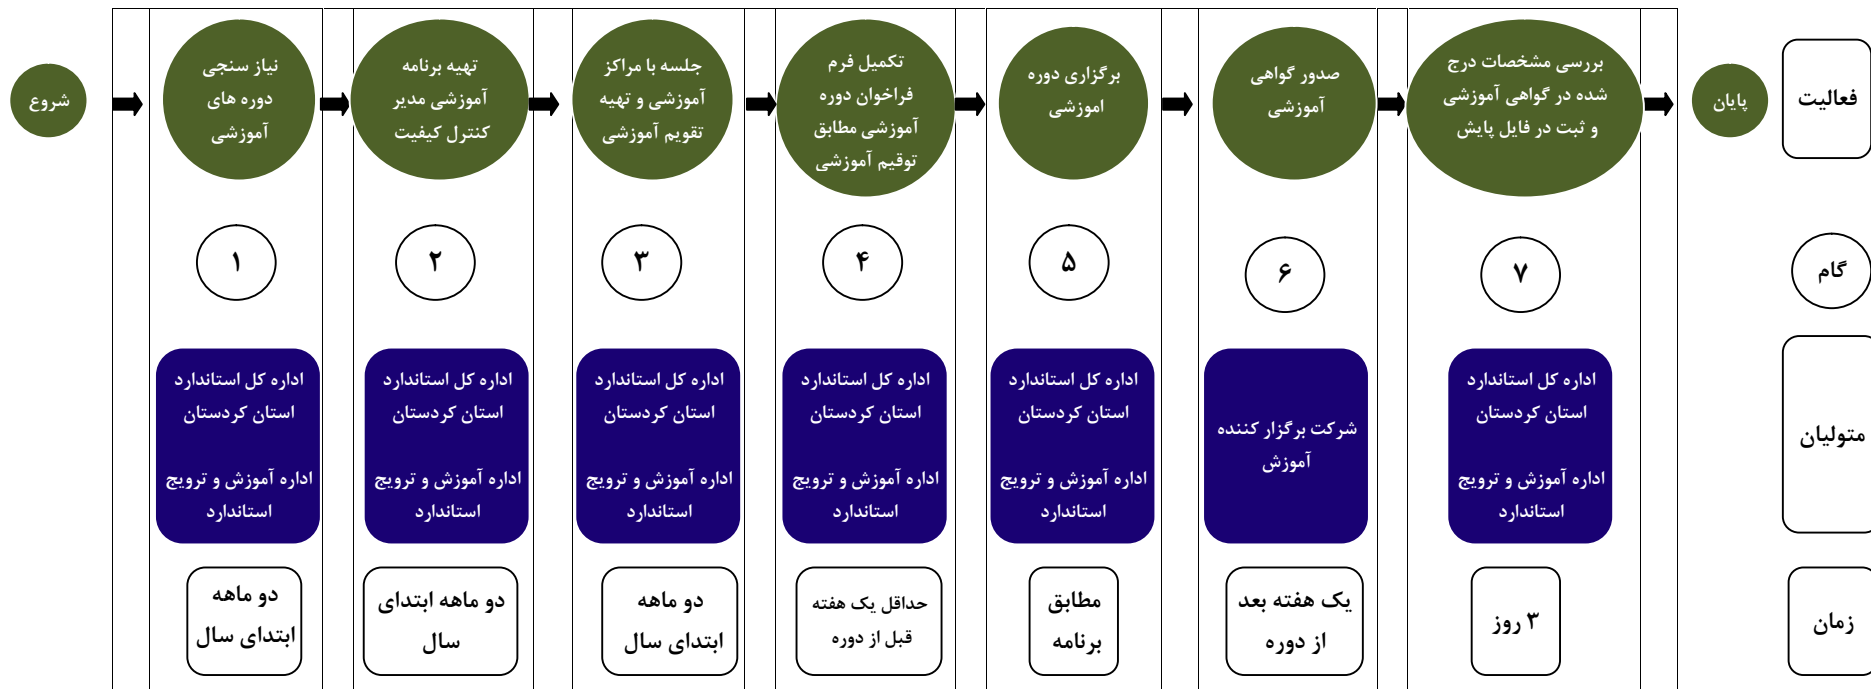 شروع
نیاز سنجی
دوره های
آموزشی
تهیه برنامه
آموزشی مدیر
کنترل کیفیت
جلسه با مراکز
آموزشی و تهیه
تقویم آموزشی
تکمیل فرم
فراخوان دوره
آموزشی مطابق
توقیم آموزشی
برگزاری دوره
اموزشی
صدور گواهی
آموزشی
بررسی مشخصات درج
شده در گواهی آموزشی
و ثبت در فایل پایش
پایان
فعالیت
۱
۲
۳
۴
۵
۶
۷
گام
اداره کل استاندارد
استان کردستان
اداره آموزش و ترویج
استاندارد
اداره کل استاندارد
استان کردستان
اداره آموزش و ترویج
استاندارد
اداره کل استاندارد
استان کردستان
اداره آموزش و ترویج
استاندارد
اداره کل استاندارد
استان کردستان
اداره آموزش و ترویج
استاندارد
اداره کل استاندارد
استان کردستان
اداره آموزش و ترویج
استاندارد
شرکت برگزار کننده
آموزش
اداره کل استاندارد
استان کردستان
اداره آموزش و ترویج
استاندارد
متولیان
دو ماهه
ابتدای سال
دو ماهه ابتدای
سال
دو ماهه
ابتدای سال
حداقل یک هفته
قبل از دوره
مطابق
برنامه
یک هفته بعد
از دوره
۳ روز
زمان